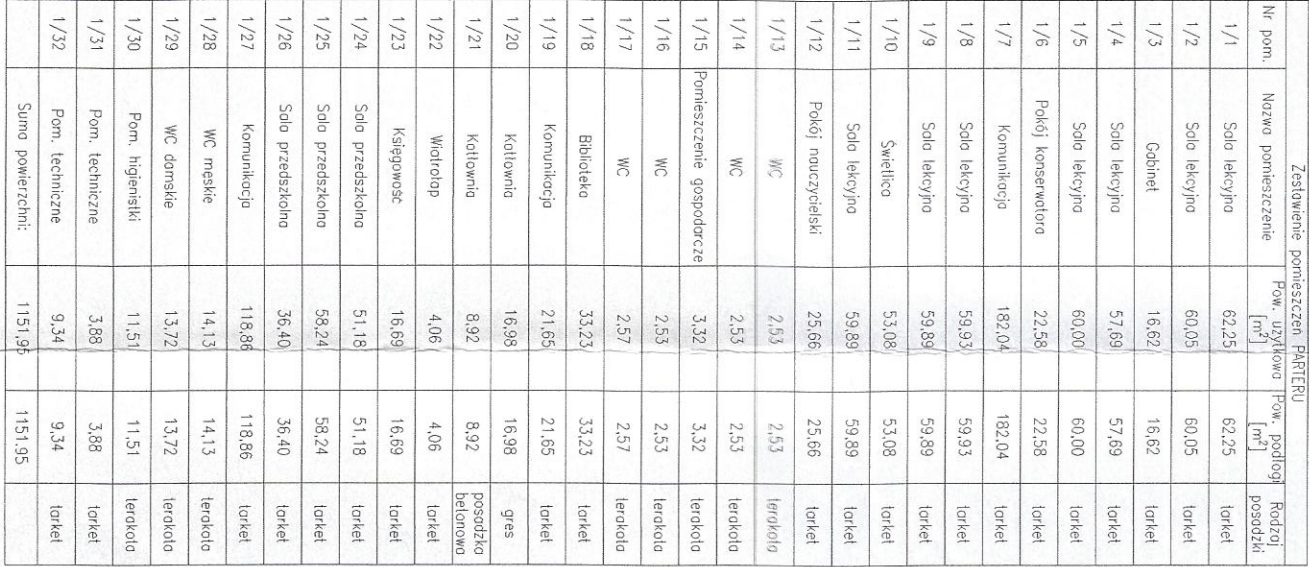 Zestawienie pomieszczeń PARTERU
Nr pom. Nazwa pomieszczenie Pow. użytkowa [m²] Pow. podłogi [m²] Rodzaj posadzki
1/1 Sala lekcyjna 62,25 62,25 tarket
1/2 Sala lekcyjna 60,05 60,05 tarket
1/3 Gabinet 16,62 16,62 tarket
1/4 Sala lekcyjna 57,69 57,69 tarket
1/5 Sala lekcyjna 60,00 60,00 tarket
1/6 Pokój konserwatora 22,58 22,58 tarket
1/7 Komunikacja 182,04 182,04 tarket
1/8 Sala lekcyjna 59,93 59,93 tarket
1/9 Sala lekcyjna 59,89 59,89 tarket
1/10 Świetlica 53,08 53,08 tarket
1/11 Sala lekcyjna 59,89 59,89 tarket
1/12 Pokój nauczycielski 25,66 25,66 tarket
1/13 WC 2,53 2,53 terakota
1/14 WC 2,53 2,53 tarket
1/15 Pomieszczenie gospodarcze 3,32 3,32 terakota
1/16 WC 2,53 2,53 terakota
1/17 WC 2,57 2,57 terakota
1/18 Biblioteka 33,23 33,23 tarket
1/19 Komunikacja 21,65 21,65 tarket
1/20 Kotłownia 16,98 16,98 gres
1/21 Kotłownia 8,92 8,92 posadzka betonowa
1/22 Wiatrołap 4,06 4,06 tarket
1/23 Księgowość 16,69 16,69 tarket
1/24 Sala przedszkolna 51,18 51,18 tarket
1/25 Sala przedszkolna 58,24 58,24 tarket
1/26 Sala przedszkolna 36,40 36,40 tarket
1/27 Komunikacja 118,86 118,86 tarket
1/28 WC męskie 14,13 14,13 terakota
1/29 WC damskie 13,72 13,72 terakota
1/30 Pom. higienistki 11,51 11,51 terakota
1/31 Pom. techniczne 3,88 3,88 tarket
1/32 Pom. techniczne 9,34 9,34 tarket
Suma powierzchni: 1151,95 1151,95